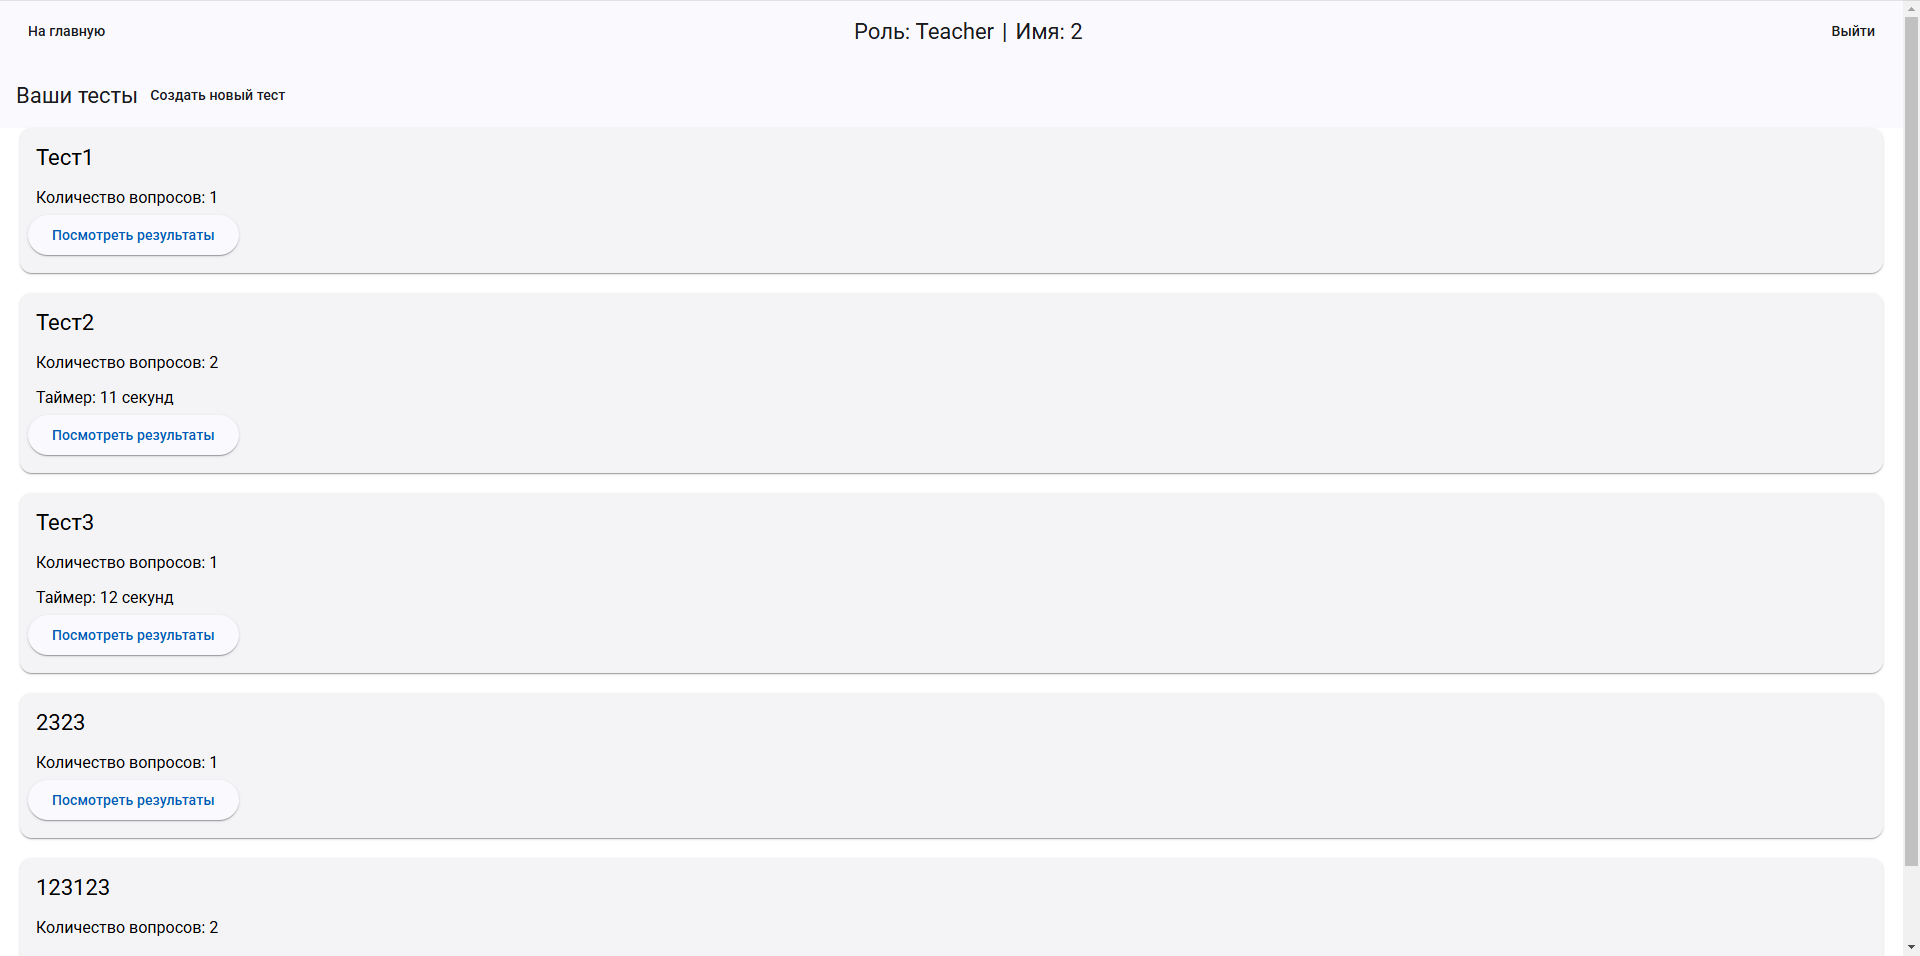 На главную
Роль: Teacher | Имя: 2
Выйти
Ваши тесты
Создать новый тест
Тест1
Количество вопросов: 1
Посмотреть результаты
Тест2
Количество вопросов: 2
Таймер: 11 секунд
Посмотреть результаты
Тест3
Количество вопросов: 1
Таймер: 12 секунд
Посмотреть результаты
2323
Количество вопросов: 1
Посмотреть результаты
123123
Количество вопросов: 2